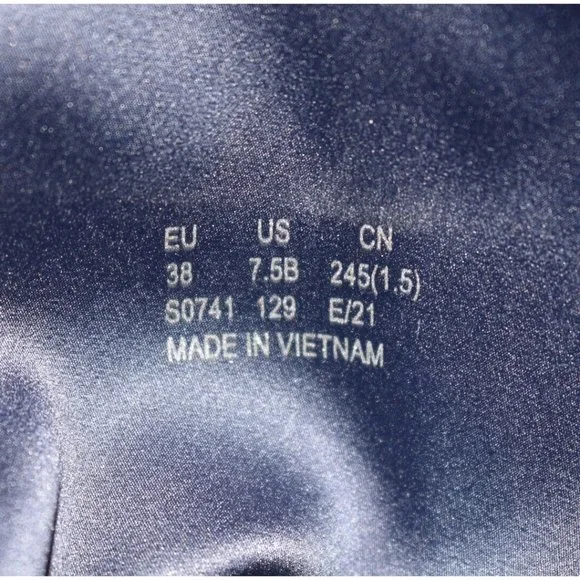 EU US CN
38 7.5B 245(1.5)
S0741 129 E/21
MADE IN VIETNAM